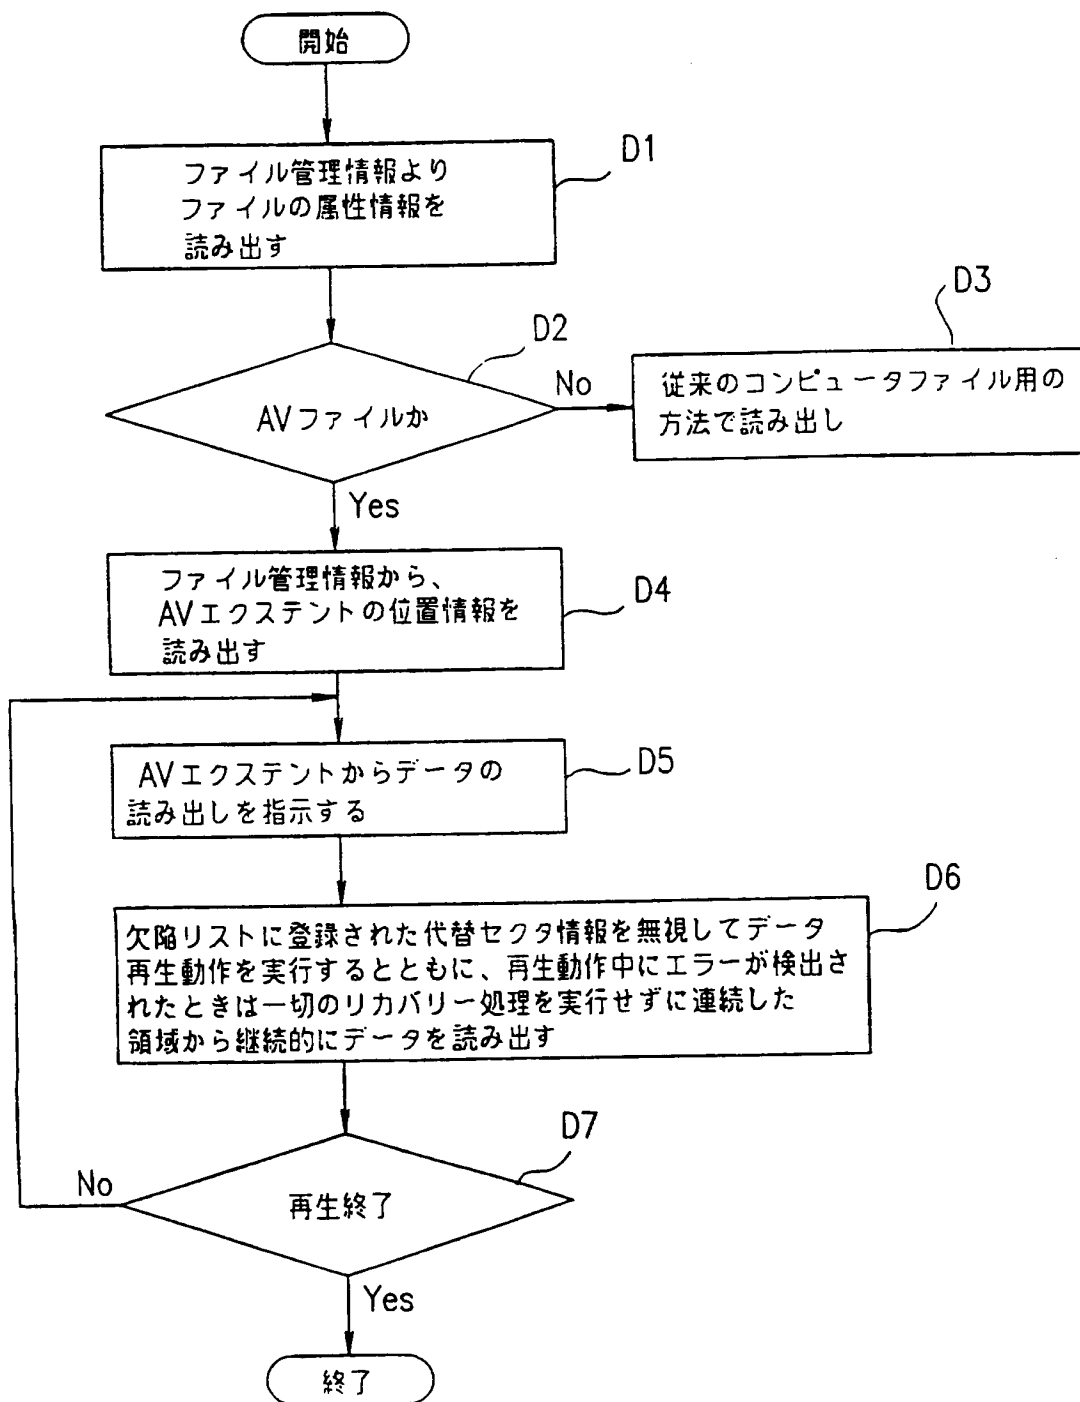 開始
ファイル管理情報より
ファイルの属性情報を
読み出す
D1
AVファイルか
D2
No
従来のコンピュータファイル用の
方法で読み出し
D3
Yes
ファイル管理情報から、
AVエクステントの位置情報を
読み出す
D4
AVエクステントからデータの
読み出しを指示する
D5
欠陥リストに登録された代替セクタ情報を無視してデータ
再生動作を実行するとともに、再生動作中にエラーが検出さ
れたときは一切のリカバリー処理を実行せずに連続した
領域から継続的にデータを読み出す
D6
再生終了
D7
No
Yes
終了